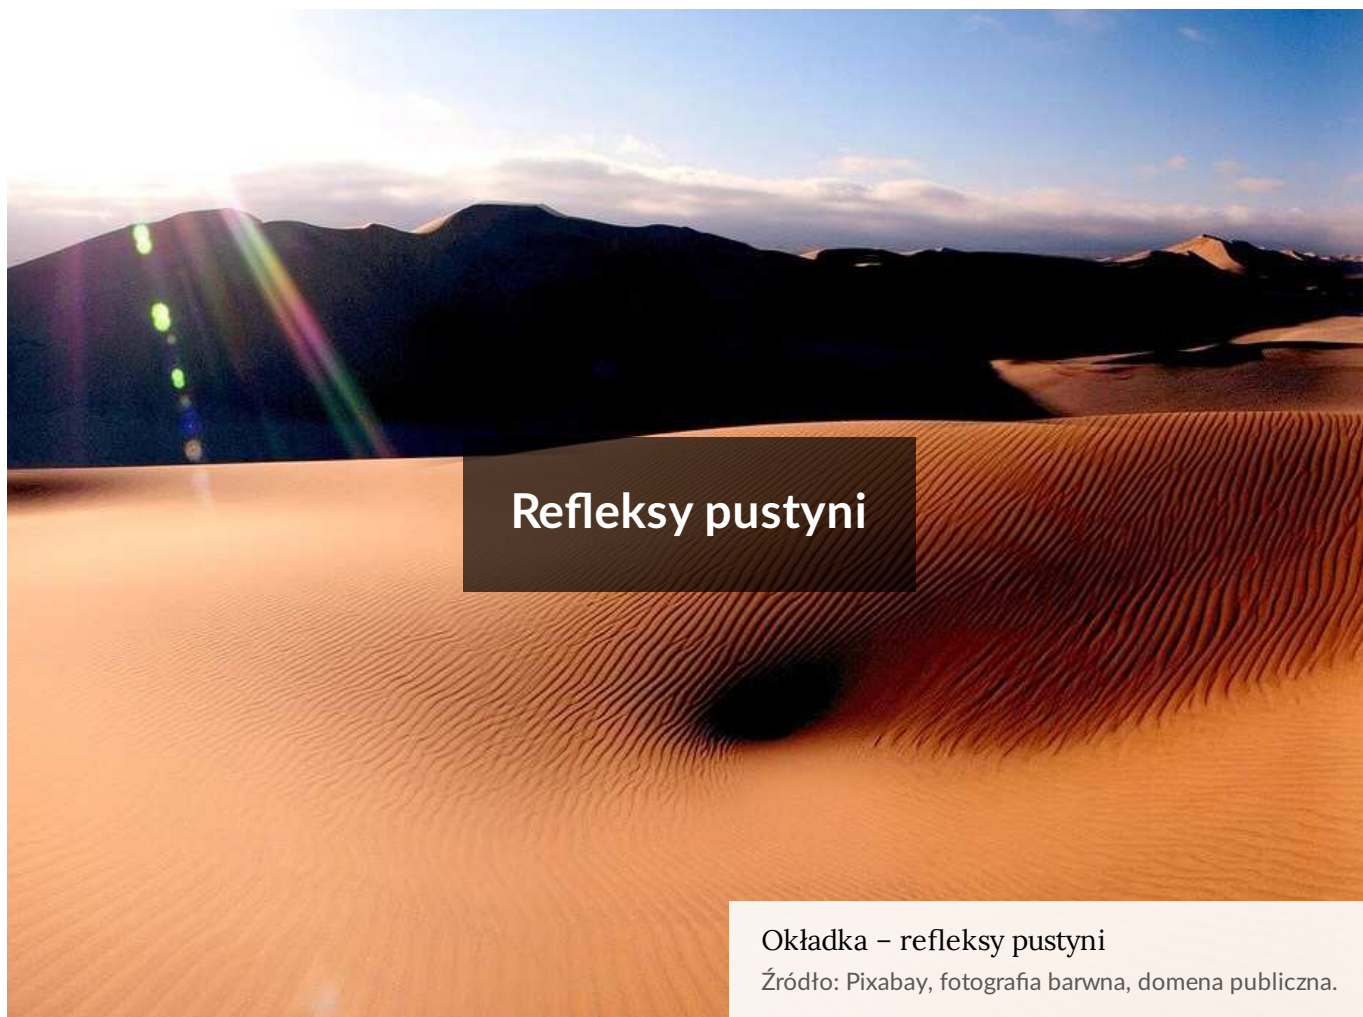 Refleksy pustyni
Okładka – refleksy pustyni
Źródło: Pixabay, fotografia barwna, domena publiczna.